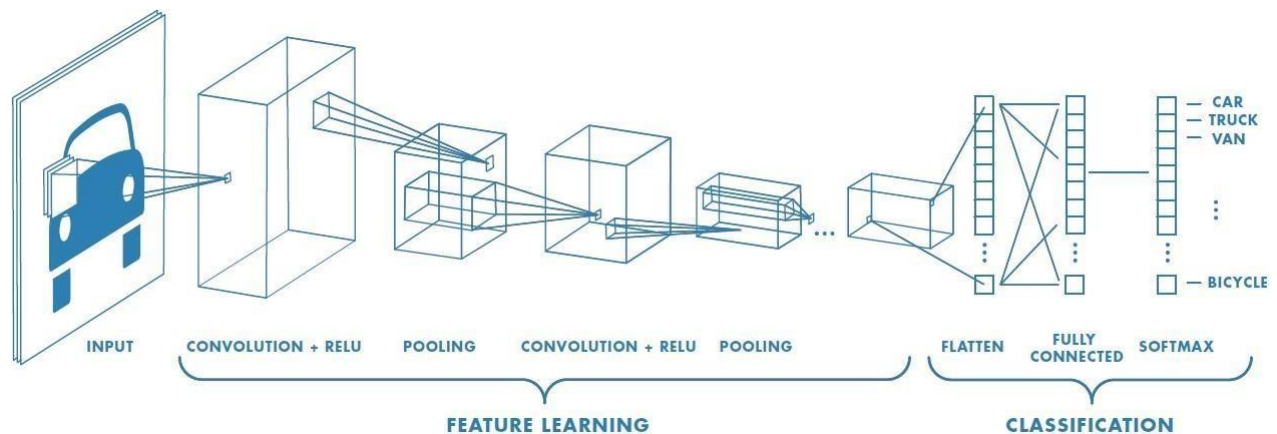 CAR
TRUCK
VAN
BICYCLE
INPUT
CONVOLUTION + RELU
POOLING
CONVOLUTION + RELU
POOLING
FLATTEN
FULLY
CONNECTED
SOFTMAX
FEATURE LEARNING
CLASSIFICATION